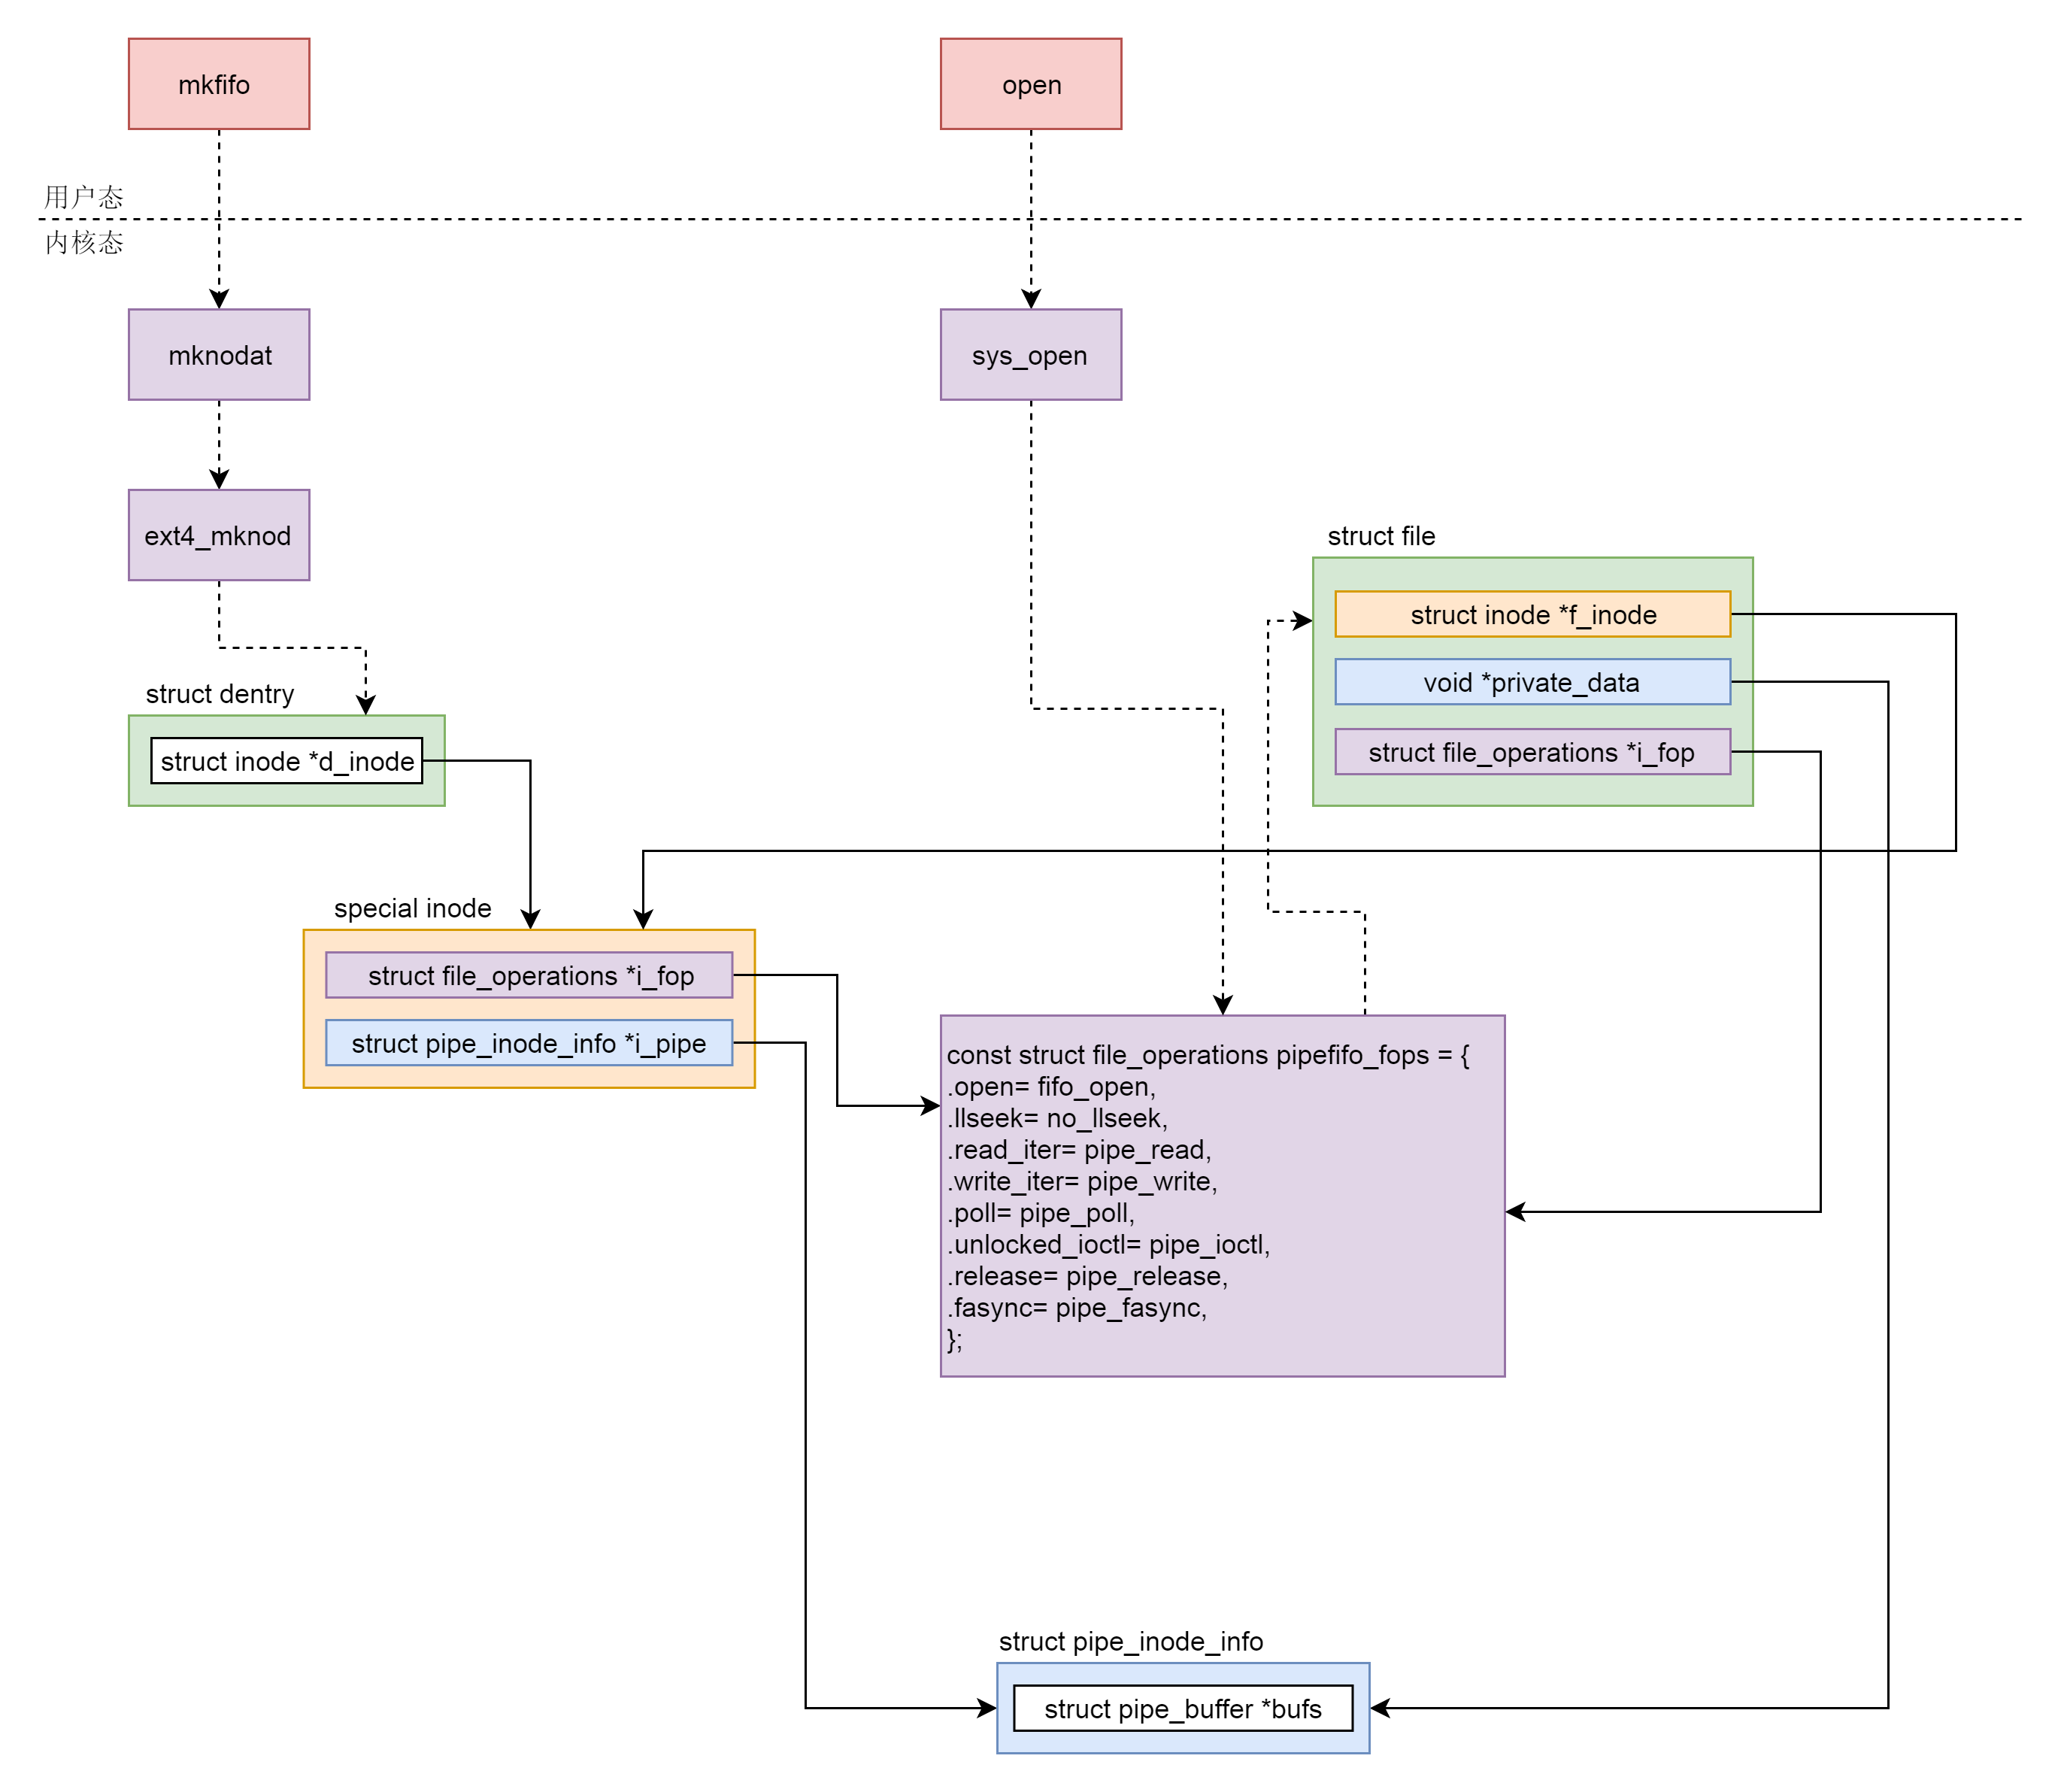 mkfifo
open
用户态
内核态
mknodat
sys_open
ext4_mknod
struct file
struct inode *f_inode
void *private_data
struct file_operations *i_fop
struct dentry
struct inode *d_inode
special inode
struct file_operations *i_fop
struct pipe_inode_info *i_pipe
const struct file_operations pipefifo_fops = {
.open= fifo_open,
.llseek= no_llseek,
.read_iter= pipe_read,
.write_iter= pipe_write,
.poll= pipe_poll,
.unlocked_ioctl= pipe_ioctl,
.release= pipe_release,
.fasync= pipe_fasync,
};
struct pipe_inode_info
struct pipe_buffer *bufs